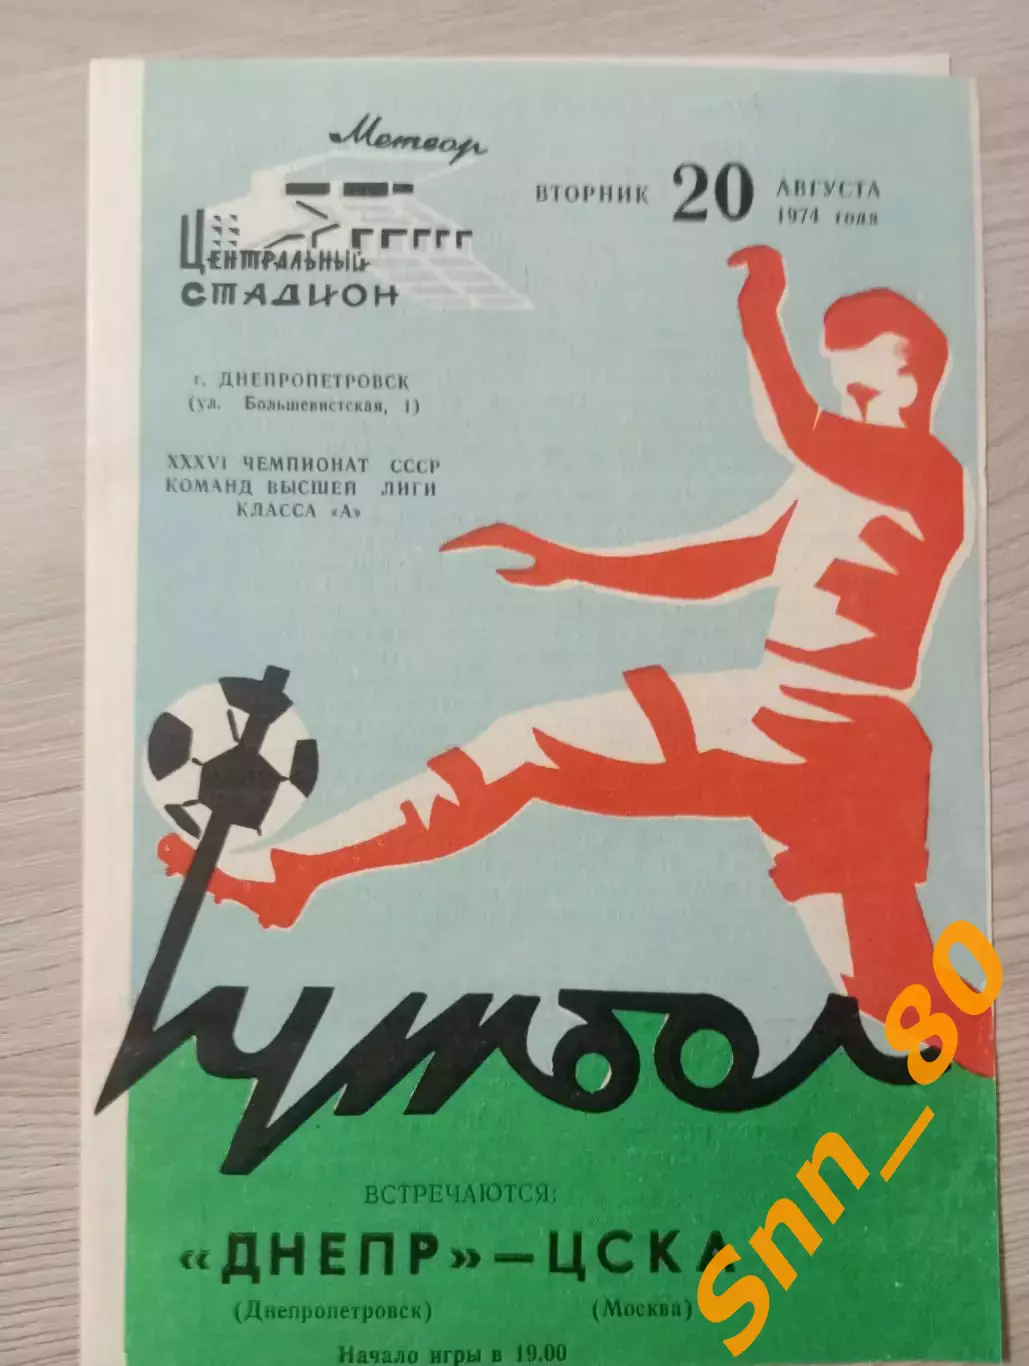 Метеор
Центральный
СТАДИОН
ВТОРНИК 20 АВГУСТА
1974 года
г. ДНЕПРОПЕТРОВСК
(ул. Большевистская, 1)
XXXVI ЧЕМПИОНАТ СССР
КОМАНД ВЫСШЕЙ ЛИГИ
КЛАССА «А»
Футбол
ВСТРЕЧАЮТСЯ:
«ДНЕПР» — ЦСКА
(Днепропетровск) (Москва)
Начало игры в 19.00
Snn_80